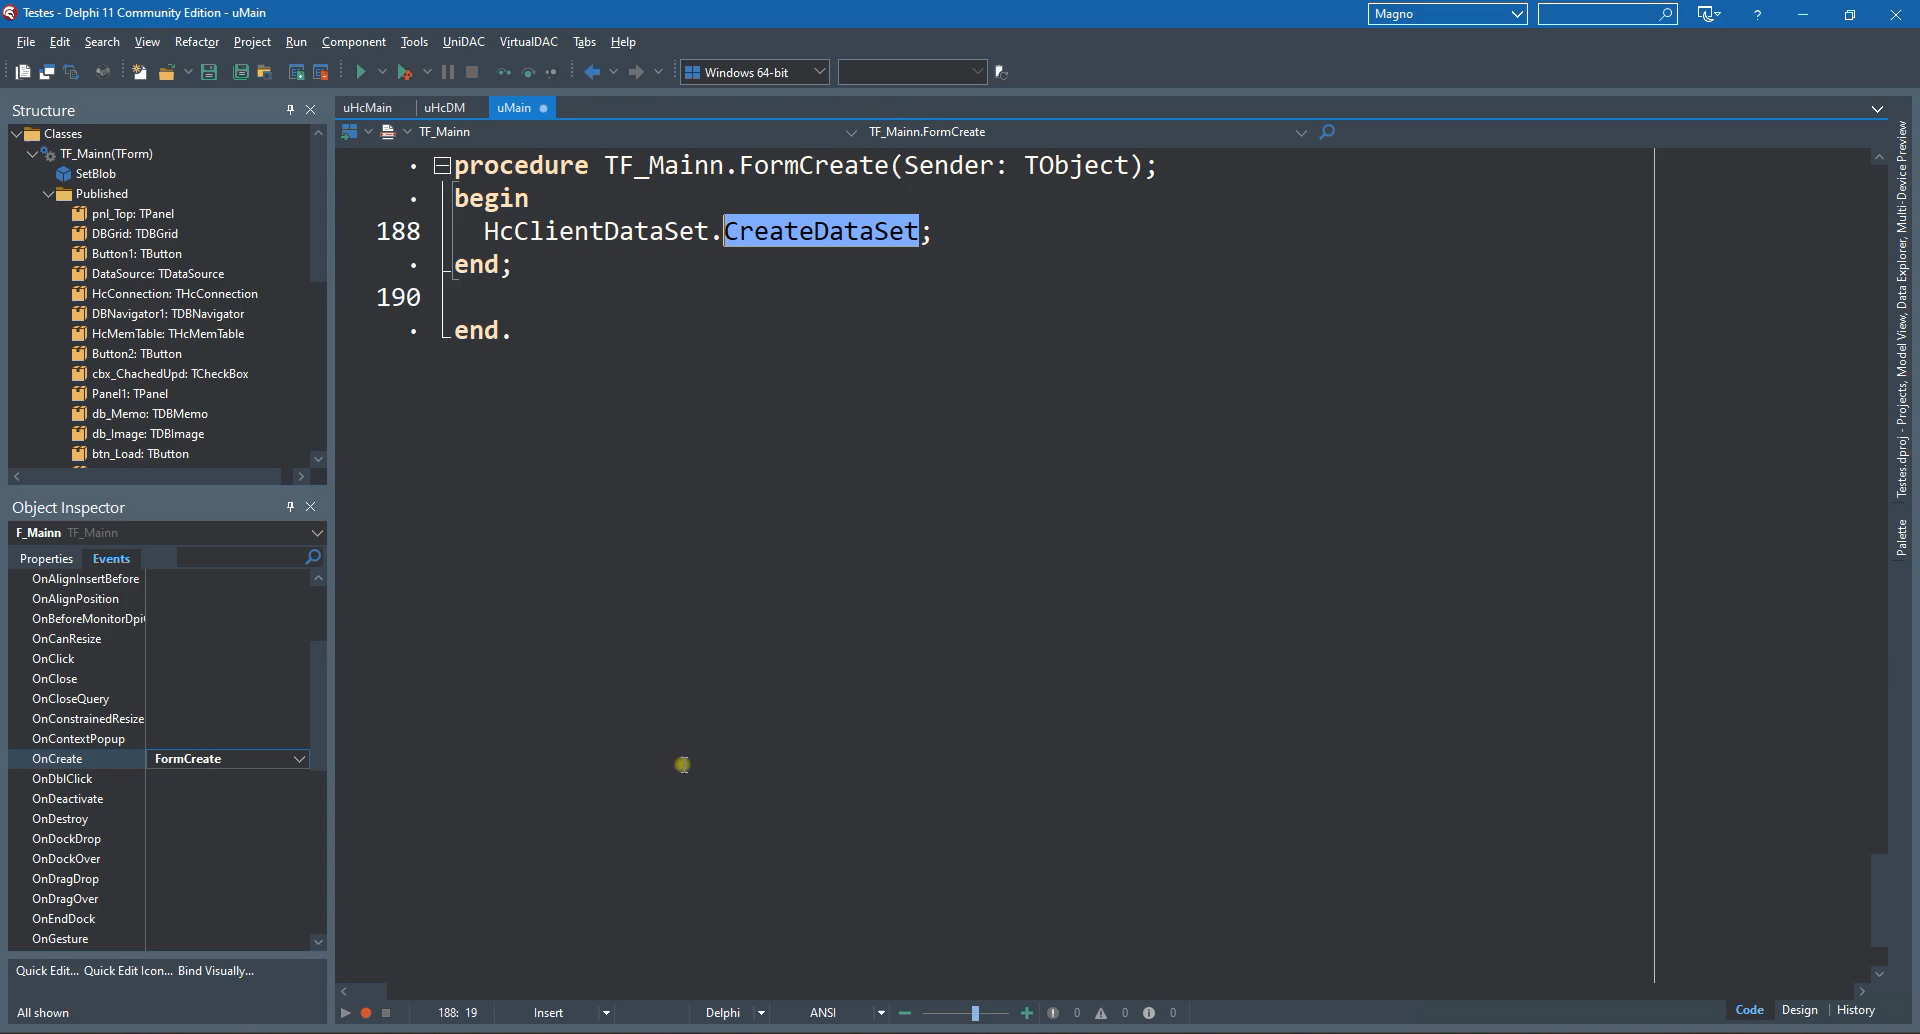 Testes - Delphi 11 Community Edition - uMain
Magno
?
File Edit Search View Refactor Project Run Component Tools UniDAC VirtualDAC Tabs Help
Windows 64-bit
Structure
Classes
TF_Mainn(TForm)
SetBlob
Published
pnl_Top: TPanel
DBGrid: TDBGrid
Button1: TButton
DataSource: TDataSource
HcConnection: THcConnection
DBNavigator1: TDBNavigator
HcMemTable: THcMemTable
Button2: TButton
cbx_ChachedUpd: TCheckBox
Panel1: TPanel
db_Memo: TDBMemo
db_Image: TDBImage
btn_Load: TButton
Object Inspector
F_Mainn TF_Mainn
Properties Events
OnAlignInsertBefore
OnAlignPosition
OnBeforeMonitorDpi
OnCanResize
OnClick
OnClose
OnCloseQuery
OnConstrainedResize
OnContextPopup
OnCreate FormCreate
OnDblClick
OnDeactivate
OnDestroy
OnDockDrop
OnDockOver
OnDragDrop
OnDragOver
OnEndDock
OnGesture
Quick Edit... Quick Edit Icon... Bind Visually...
All shown
uHcMain uHcDM uMain
TF_Mainn TF_Mainn.FormCreate
procedure TF_Mainn.FormCreate(Sender: TObject);
begin
188 HcClientDataSet.CreateDataSet;
end;
190
end.
188: 19 Insert Delphi ANSI 0 0 0
Code Design History
Testes.dproj - Projects, Model View, Data Explorer, Multi-Device Preview
Palette